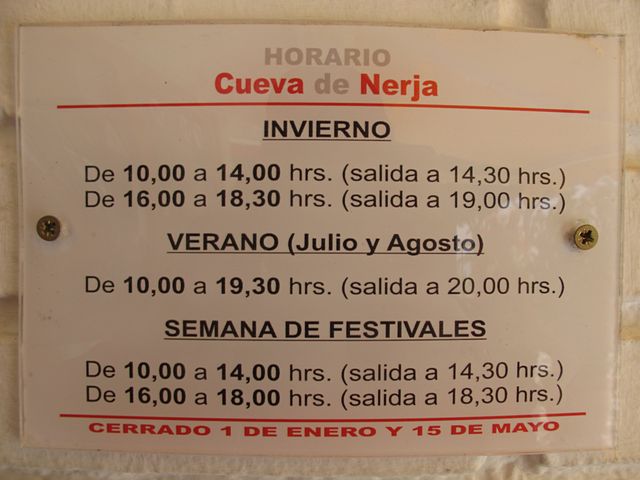 HORARIO
Cueva de Nerja
INVIERNO
De 10,00 a 14,00 hrs. (salida a 14,30 hrs.)
De 16,00 a 18,30 hrs. (salida a 19,00 hrs.)
VERANO (Julio y Agosto)
De 10,00 a 19,30 hrs. (salida a 20,00 hrs.)
SEMANA DE FESTIVALES
De 10,00 a 14,00 hrs. (salida a 14,30 hrs.)
De 16,00 a 18,00 hrs. (salida a 18,30 hrs.)
CERRADO 1 DE ENERO Y 15 DE MAYO